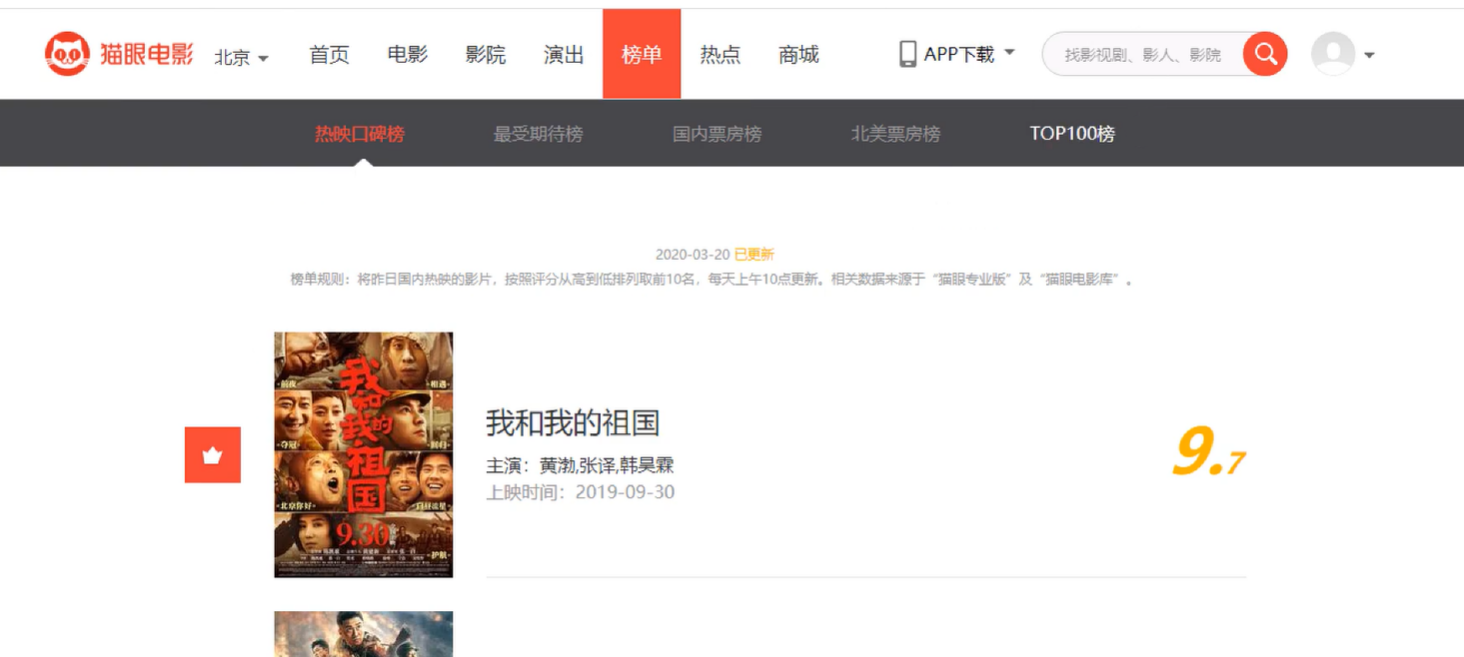 猫眼电影 北京 首页 电影 影院 演出 榜单 热点 商城 APP下载 找影视剧、影人、影院
热映口碑榜 最受期待榜 国内票房榜 北美票房榜 TOP100榜
2020-03-20 已更新
榜单规则：将昨日国内热映的影片，按照评分从高到低排列取前10名，每天上午10点更新。相关数据来源于“猫眼专业版”及“猫眼电影库”。
·前夜· ·相遇·
我和我的祖国
·夺冠· ·回归·
·北京你好· ·白昼流星·
9.30
·护航·
我和我的祖国
主演：黄渤,张译,韩昊霖
上映时间：2019-09-30
9.7